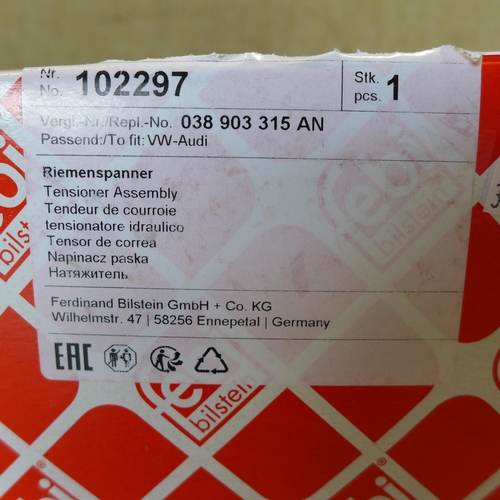 Nr. No. 102297 Stk. pcs. 1
Vergl.-Nr./Repl.-No. 038 903 315 AN
Passend:/To fit: VW-Audi
Riemenspanner
Tensioner Assembly
Tendeur de courroie
tensionatore idraulico
Tensor de correa
Napinacz paska
Натяжитель
Ferdinand Bilstein GmbH + Co. KG
Wilhelmstr. 47 | 58256 Ennepetal | Germany
EAC
febi
bilstein